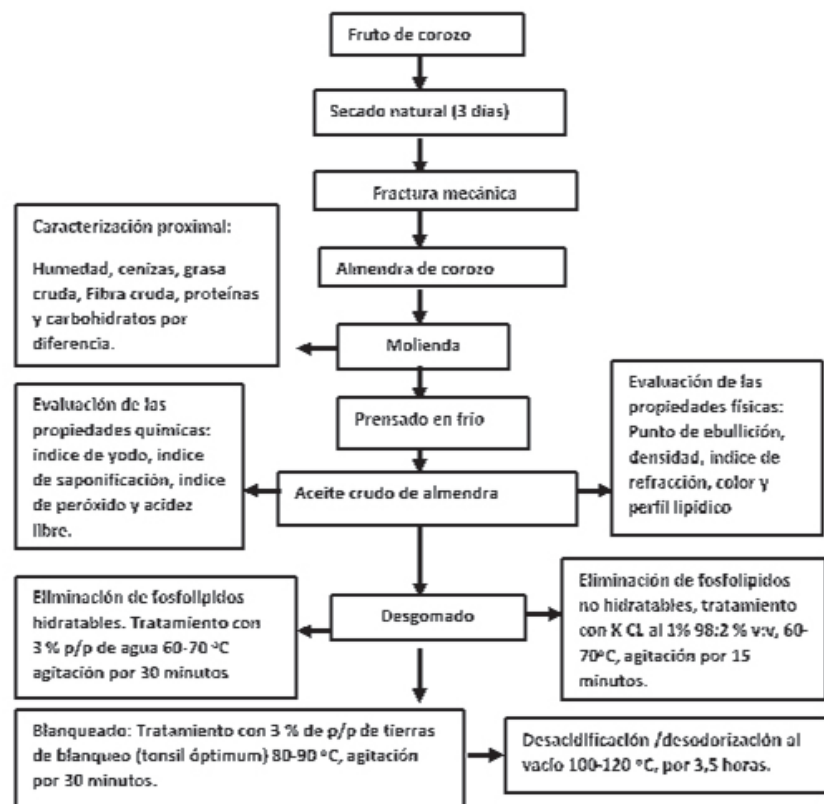 Fruto de corozo
Secado natural (3 días)
Fractura mecánica
Almendra de corozo
Molienda
Caracterización proximal:
Humedad, cenizas, grasa
cruda, Fibra cruda, proteínas
y carbohidratos por
diferencia.
Prensado en frío
Aceite crudo de almendra
Evaluación de las
propiedades químicas:
índice de yodo, índice
de saponificación, índice
de peróxido y acidez
libre.
Evaluación de las
propiedades físicas:
Punto de ebullición,
densidad, índice de
refracción, color y
perfil lipídico
Desgomado
Eliminación de fosfolípidos
hidratables. Tratamiento con
3 % p/p de agua 60-70 ºC
agitación por 30 minutos
Eliminación de fosfolípidos
no hidratables, tratamiento
con K CL al 1% 98:2 % v:v, 60-
70ºC, agitación por 15
minutos.
Blanqueado: Tratamiento con 3 % de p/p de tierras
de blanqueo (tonsil óptimum) 80-90 ºC, agitación
por 30 minutos.
Desacidificación /desodorización al
vacío 100-120 ºC, por 3,5 horas.